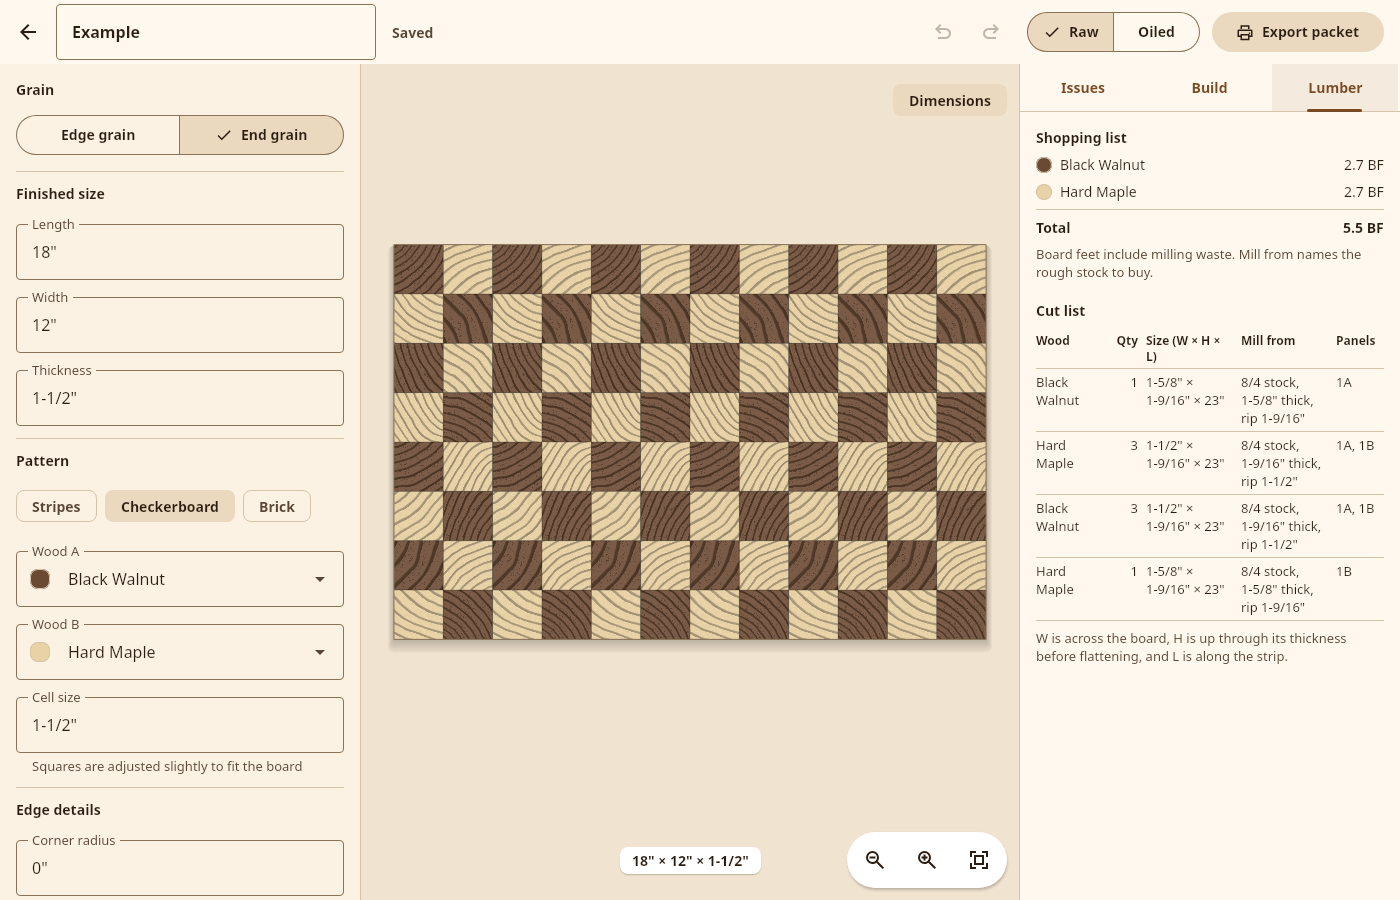 Example
Saved
Raw
Oiled
Export packet
Grain
Edge grain
End grain
Finished size
Length
18"
Width
12"
Thickness
1-1/2"
Pattern
Stripes
Checkerboard
Brick
Wood A
Black Walnut
Wood B
Hard Maple
Cell size
1-1/2"
Squares are adjusted slightly to fit the board
Edge details
Corner radius
0"
Dimensions
18" × 12" × 1-1/2"
Issues
Build
Lumber
Shopping list
Black Walnut 2.7 BF
Hard Maple 2.7 BF
Total 5.5 BF
Board feet include milling waste. Mill from names the
rough stock to buy.
Cut list
Wood Qty Size (W × H × Mill from Panels
L)
Black 1 1-5/8" × 8/4 stock, 1A
Walnut 1-9/16" × 23" 1-5/8" thick,
rip 1-9/16"
Hard 3 1-1/2" × 8/4 stock, 1A, 1B
Maple 1-9/16" × 23" 1-9/16" thick,
rip 1-1/2"
Black 3 1-1/2" × 8/4 stock, 1A, 1B
Walnut 1-9/16" × 23" 1-9/16" thick,
rip 1-1/2"
Hard 1 1-5/8" × 8/4 stock, 1B
Maple 1-9/16" × 23" 1-5/8" thick,
rip 1-9/16"
W is across the board, H is up through its thickness
before flattening, and L is along the strip.